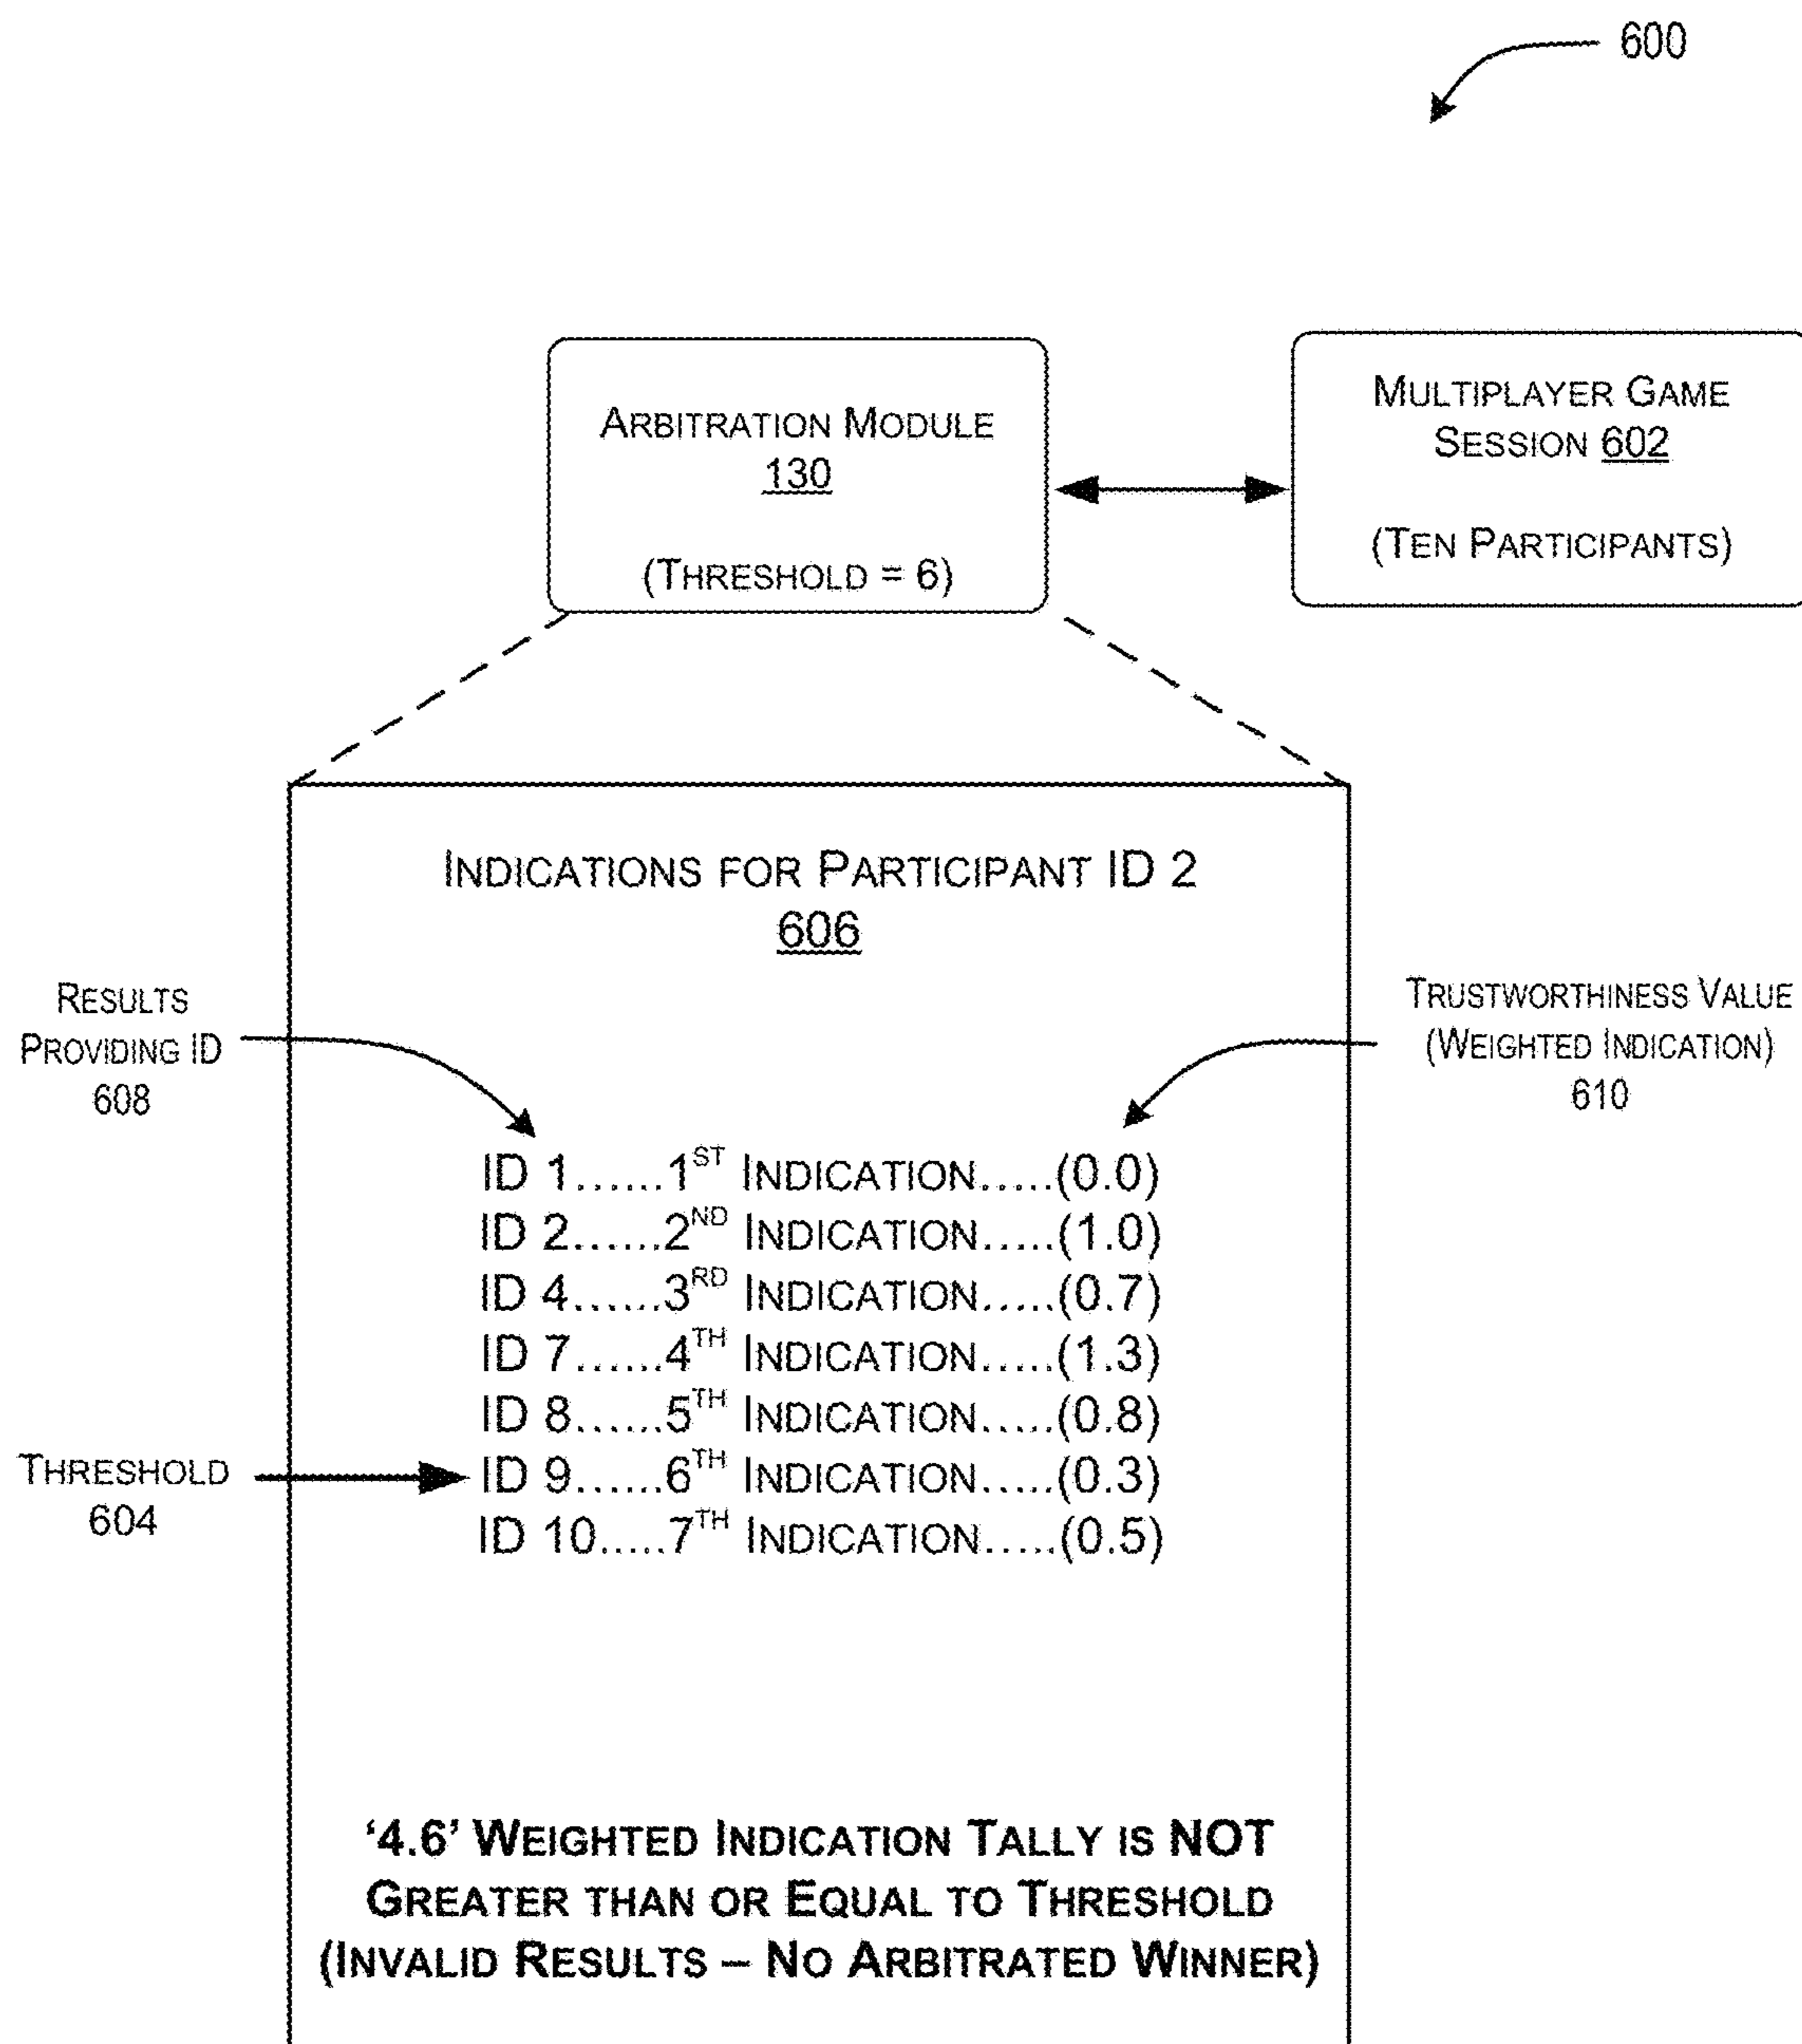 600
ARBITRATION MODULE
130
(THRESHOLD = 6)
MULTIPLAYER GAME
SESSION 602
(TEN PARTICIPANTS)
INDICATIONS FOR PARTICIPANT ID 2
606
RESULTS
PROVIDING ID
608
TRUSTWORTHINESS VALUE
(WEIGHTED INDICATION)
610
ID 1......1ST INDICATION.....(0.0)
ID 2......2ND INDICATION.....(1.0)
ID 4......3RD INDICATION.....(0.7)
ID 7......4TH INDICATION.....(1.3)
ID 8......5TH INDICATION.....(0.8)
THRESHOLD
604
ID 9......6TH INDICATION.....(0.3)
ID 10.....7TH INDICATION.....(0.5)
‘4.6’ WEIGHTED INDICATION TALLY IS NOT
GREATER THAN OR EQUAL TO THRESHOLD
(INVALID RESULTS – NO ARBITRATED WINNER)